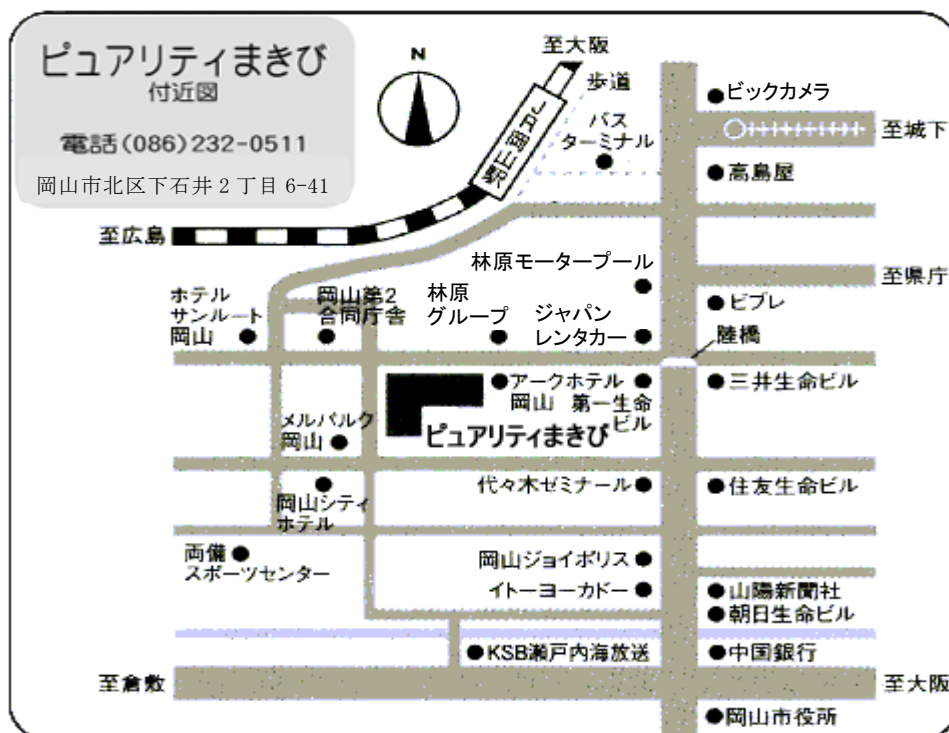 ピュアリティまきび
付近図
電話(086)232-0511
岡山市北区下石井2丁目6-41
N
至大阪
歩道
JR岡山駅
バス
ターミナル
ビックカメラ
至城下
高島屋
至広島
林原モータープール
至県庁
ホテル
サンルート
岡山
岡山第2
合同庁舎
林原
グループ
ジャパン
レンタカー
ビブレ
陸橋
アークホテル
岡山
第一生命
ビル
三井生命ビル
ピュアリティまきび
メルパルク
岡山
代々木ゼミナール
住友生命ビル
岡山シティ
ホテル
両備
スポーツセンター
岡山ジョイポリス
イトーヨーカドー
山陽新聞社
朝日生命ビル
KSB瀬戸内海放送
中国銀行
至倉敷
至大阪
岡山市役所